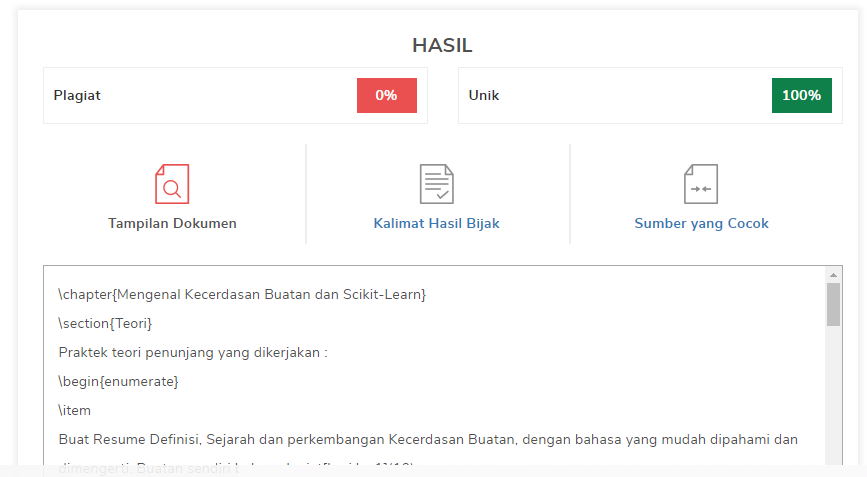 HASIL
Plagiat 0% Unik 100%
Tampilan Dokumen Kalimat Hasil Bijak Sumber yang Cocok
\chapter{Mengenal Kecerdasan Buatan dan Scikit-Learn}
\section{Teori}
Praktek teori penunjang yang dikerjakan :
\begin{enumerate}
\item
Buat Resume Definisi, Sejarah dan perkembangan Kecerdasan Buatan, dengan bahasa yang mudah dipahami dan
dimengerti. Buatan sendiri